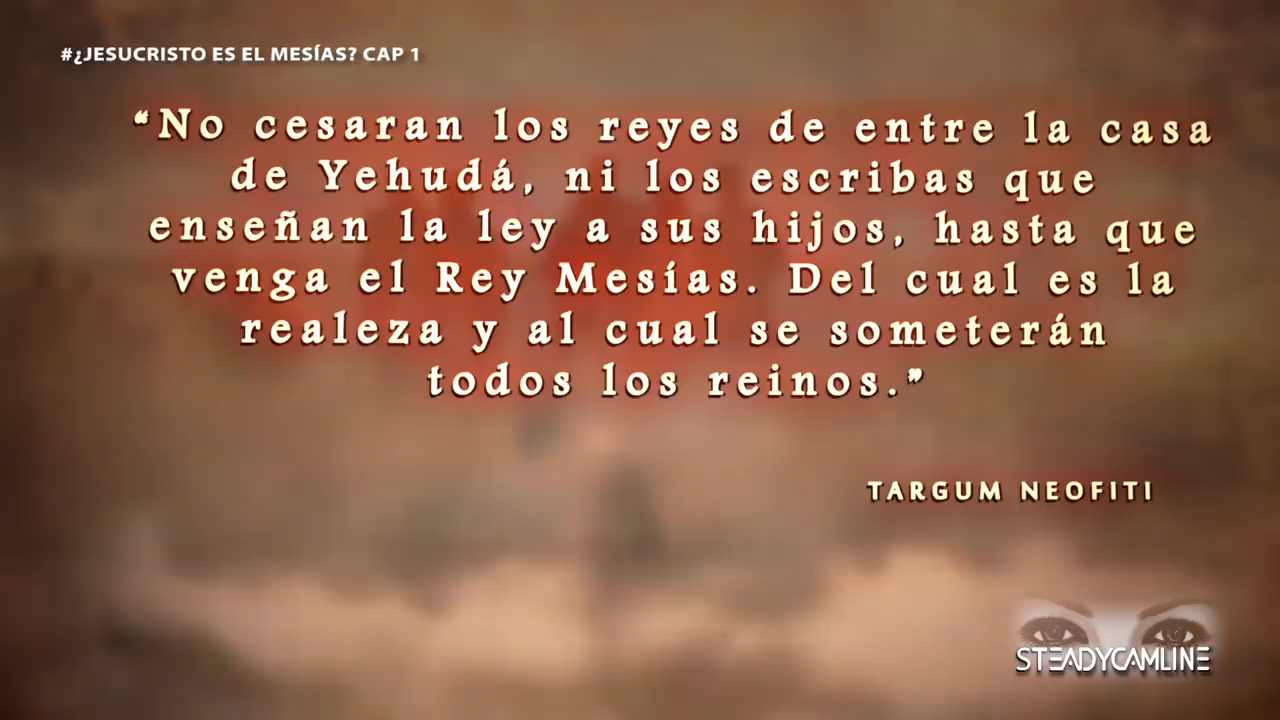 #¿JESUCRISTO ES EL MESÍAS? CAP 1
“No cesaran los reyes de entre la casa
de Yehudá, ni los escribas que
enseñan la ley a sus hijos, hasta que
venga el Rey Mesías. Del cual es la
realeza y al cual se someterán
todos los reinos.”
TARGUM NEOFITI
STEADYCAMLINE